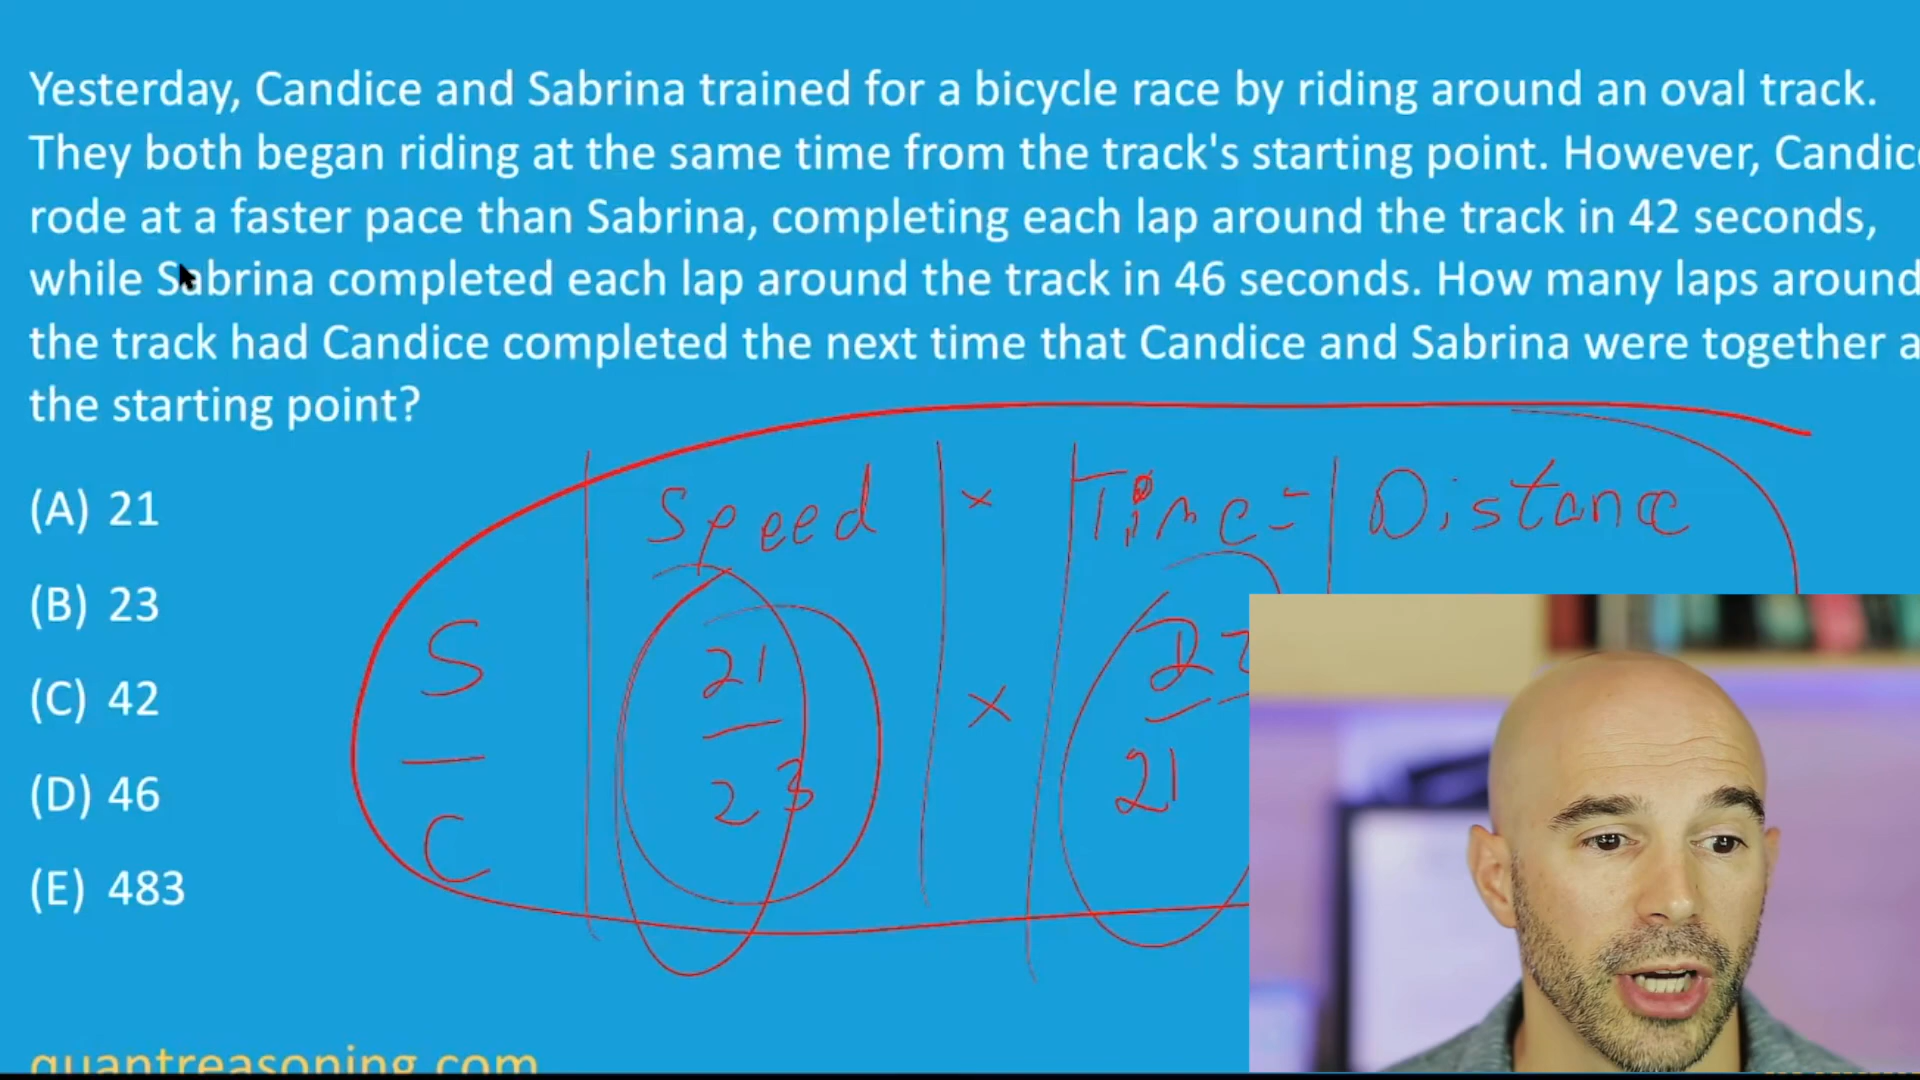 Yesterday, Candice and Sabrina trained for a bicycle race by riding around an oval track.
They both began riding at the same time from the track's starting point. However, Candic
rode at a faster pace than Sabrina, completing each lap around the track in 42 seconds,
while Sabrina completed each lap around the track in 46 seconds. How many laps around
the track had Candice completed the next time that Candice and Sabrina were together a
the starting point?
(A) 21
(B) 23
(C) 42
(D) 46
(E) 483
Speed × Time = Distance
S
21
×
C
23
21
quantreasoning.com